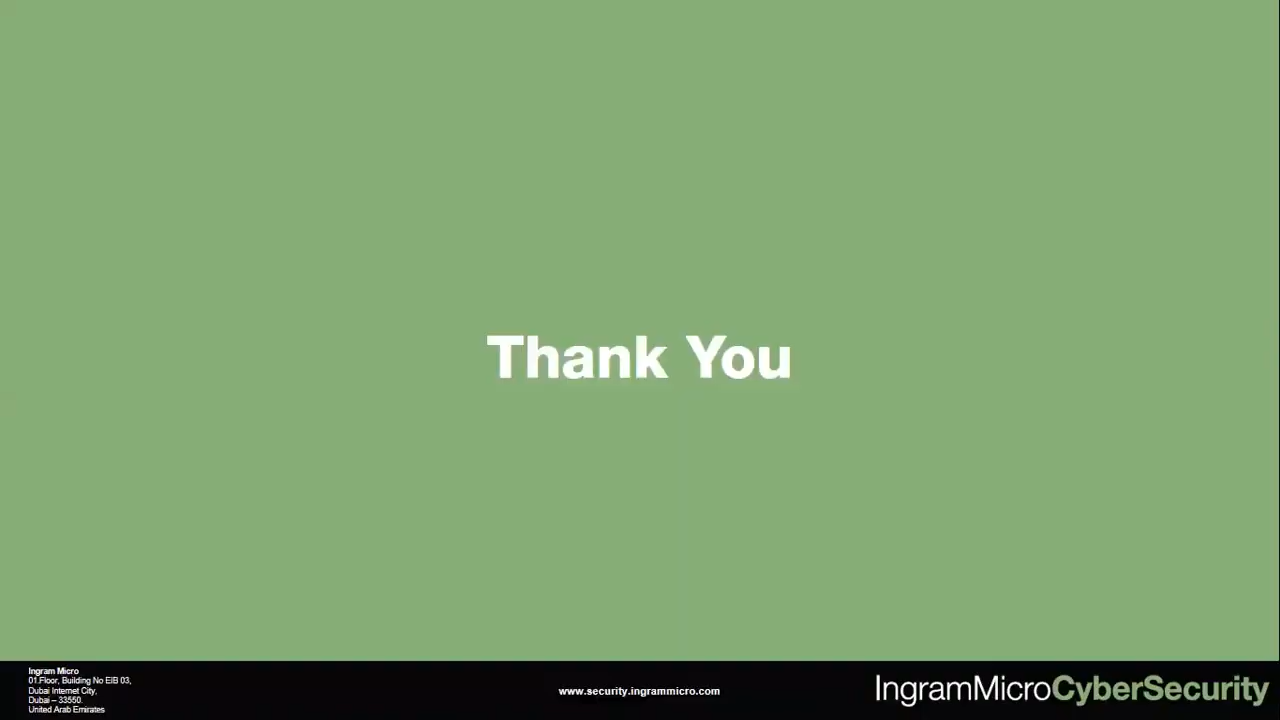 Thank You
Ingram Micro
01.Floor, Building No EIB 03,
Dubai Internet City,
Dubai – 33550.
United Arab Emirates
www.security.ingrammicro.com
IngramMicroCyberSecurity